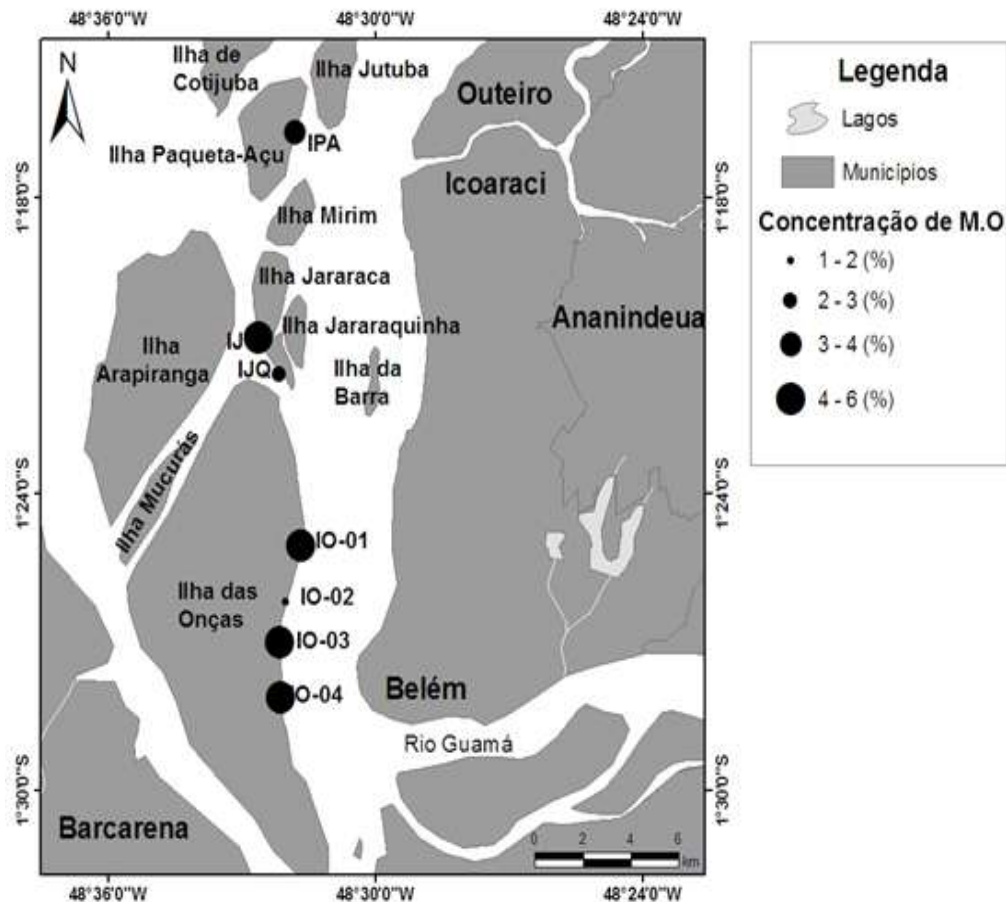 48°36'0"W
48°30'0"W
48°24'0"W
N
Ilha de
Cotijuba
Ilha Jutuba
Outeiro
IPA
Ilha Paqueta-Açu
Icoaraci
1°18'0"S
1°18'0"S
Ilha Mirim
Ilha Jararaca
Ilha Jararaquinha
Ananindeua
IJ
Ilha
Arapiranga
IJQ
Ilha da
Barra
Ilha Mucurás
1°24'0"S
1°24'0"S
IO-01
IO-02
Ilha das
Onças
IO-03
IO-04
Belém
Rio Guamá
1°30'0"S
1°30'0"S
Barcarena
0 2 4 6
km
48°36'0"W
48°30'0"W
48°24'0"W
Legenda
Lagos
Municípios
Concentração de M.O
1 - 2 (%)
2 - 3 (%)
3 - 4 (%)
4 - 6 (%)